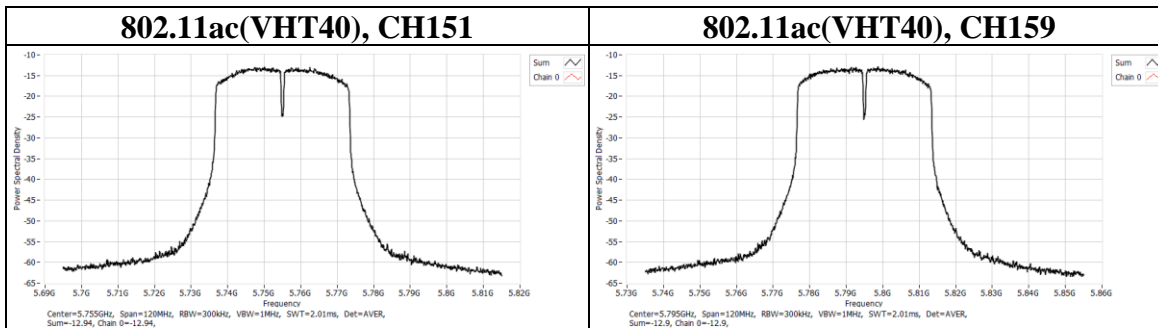 802.11ac(VHT40), CH151
802.11ac(VHT40), CH159
Sum
Chain 0
Power Spectral Density
-10
-15
-20
-25
-30
-35
-40
-45
-50
-55
-60
-65
5.69G 5.7G 5.71G 5.72G 5.73G 5.74G 5.75G 5.76G 5.77G 5.78G 5.79G 5.8G 5.81G 5.82G
Frequency
Center=5.755GHz, Span=120MHz, RBW=300kHz, VBW=1MHz, SWT=2.01ms, Det=AVER,
Sum=-12.94, Chain 0=-12.94,
Sum
Chain 0
Power Spectral Density
-10
-15
-20
-25
-30
-35
-40
-45
-50
-55
-60
-65
5.73G 5.74G 5.75G 5.76G 5.77G 5.78G 5.79G 5.8G 5.81G 5.82G 5.83G 5.84G 5.85G 5.86G
Frequency
Center=5.795GHz, Span=120MHz, RBW=300kHz, VBW=1MHz, SWT=2.01ms, Det=AVER,
Sum=-12.9, Chain 0=-12.9,